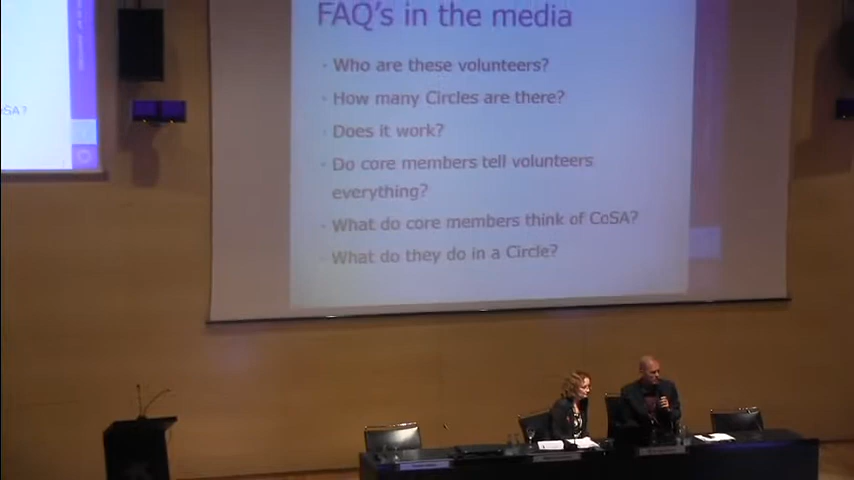 FAQ's in the media
- Who are these volunteers?
- How many Circles are there?
- Does it work?
- Do core members tell volunteers
everything?
- What do core members think of CoSA?
- What do they do in a Circle?